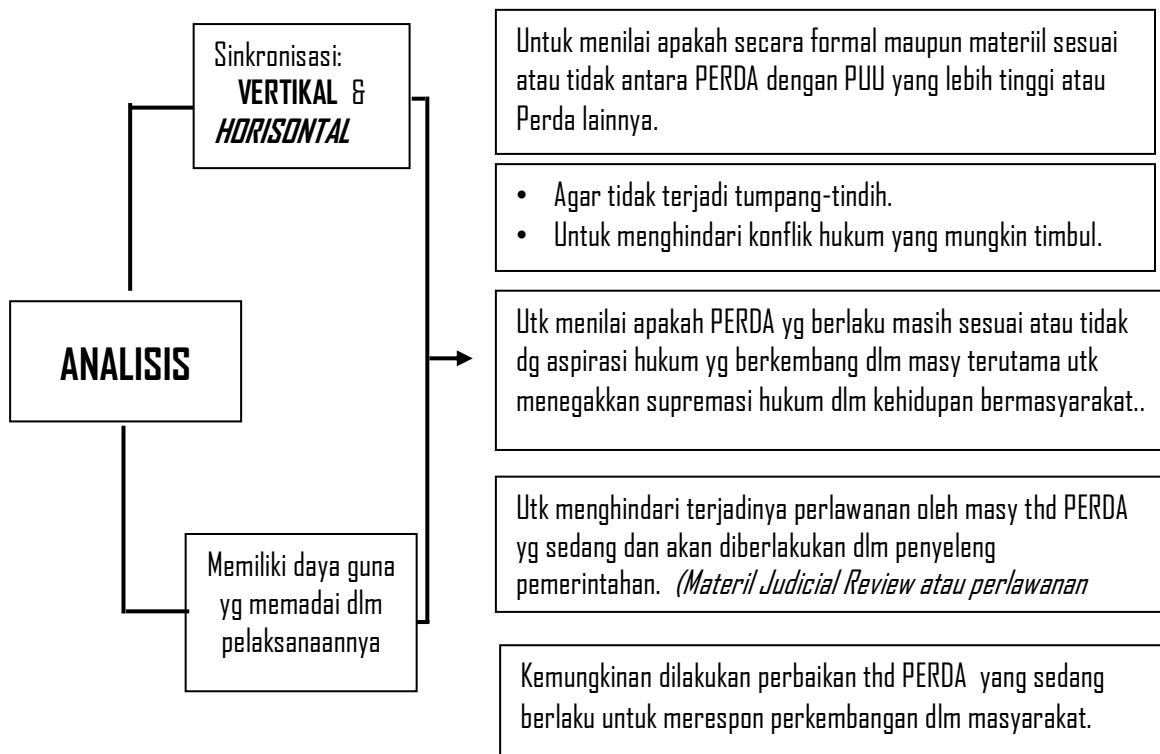 Sinkronisasi:
VERTIKAL &
HORISONTAL
ANALISIS
Memiliki daya guna
yg memadai dlm
pelaksanaannya
Untuk menilai apakah secara formal maupun materiil sesuai
atau tidak antara PERDA dengan PUU yang lebih tinggi atau
Perda lainnya.
• Agar tidak terjadi tumpang-tindih.
• Untuk menghindari konflik hukum yang mungkin timbul.
Utk menilai apakah PERDA yg berlaku masih sesuai atau tidak
dg aspirasi hukum yg berkembang dlm masy terutama utk
menegakkan supremasi hukum dlm kehidupan bermasyarakat..
Utk menghindari terjadinya perlawanan oleh masy thd PERDA
yg sedang dan akan diberlakukan dlm penyeleng
pemerintahan. (Materil Judicial Review atau perlawanan
Kemungkinan dilakukan perbaikan thd PERDA yang sedang
berlaku untuk merespon perkembangan dlm masyarakat.